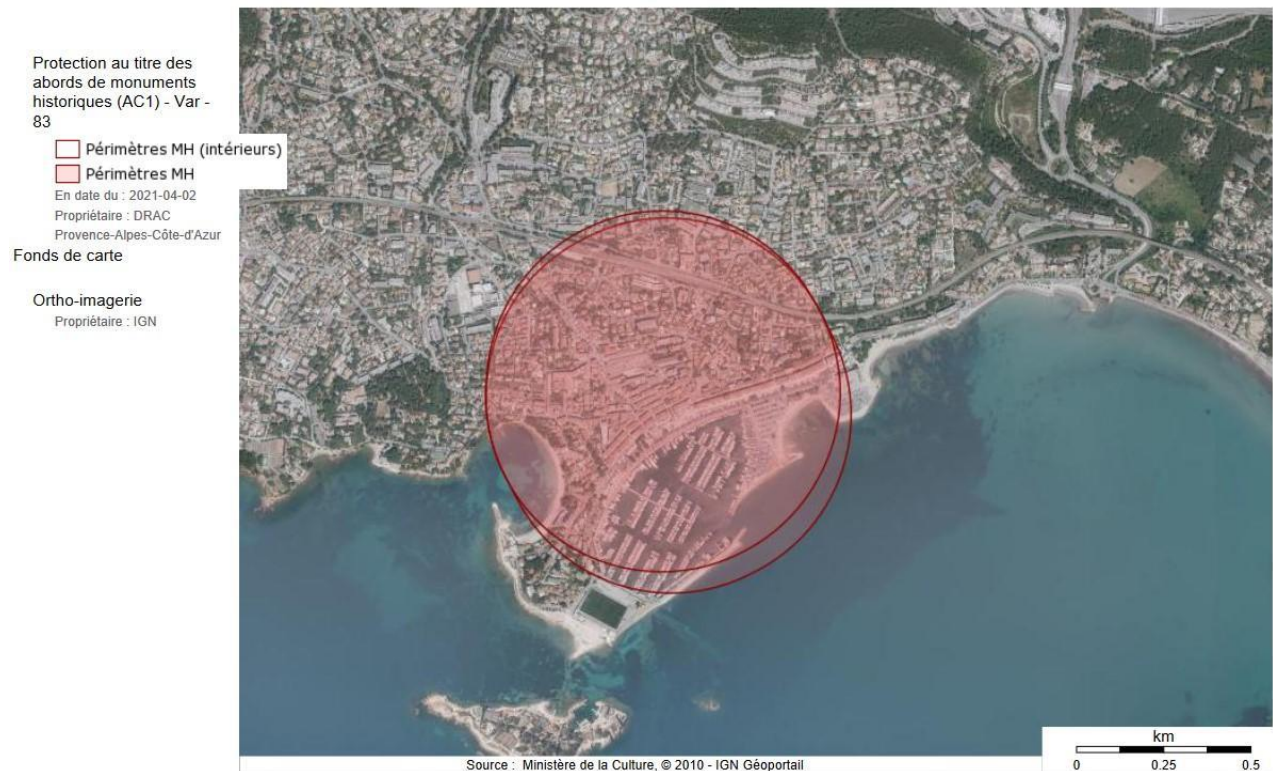 Protection au titre des
abords de monuments
historiques (AC1) - Var -
83
Périmètres MH (intérieurs)
Périmètres MH
En date du : 2021-04-02
Propriétaire : DRAC
Provence-Alpes-Côte-d'Azur
Fonds de carte
Ortho-imagerie
Propriétaire : IGN
km
0 0.25 0.5
Source : Ministère de la Culture, © 2010 - IGN Géoportail